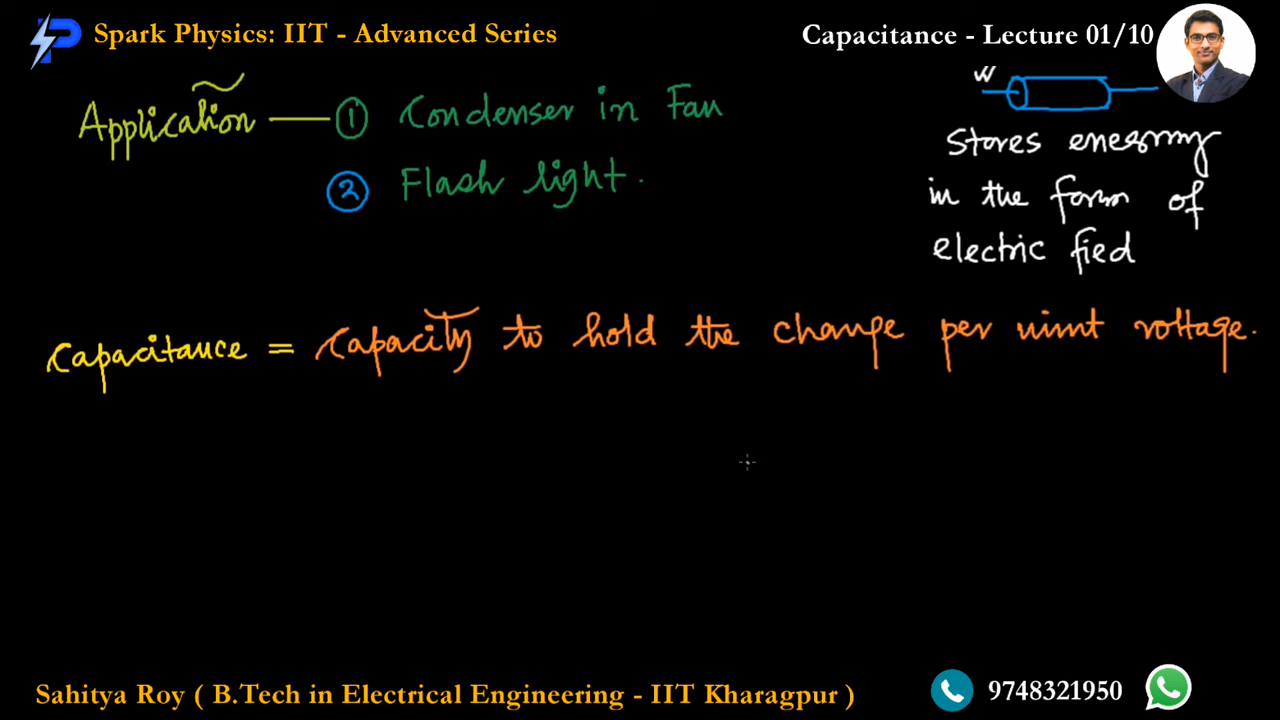 Spark Physics: IIT - Advanced Series
Capacitance - Lecture 01/10
Application — ① Condenser in Fan
② Flash light.
W
Stores energy
in the form of
electric fied
Capacitance = Capacity to hold the change per unit voltage.
Sahitya Roy ( B.Tech in Electrical Engineering - IIT Kharagpur )
9748321950